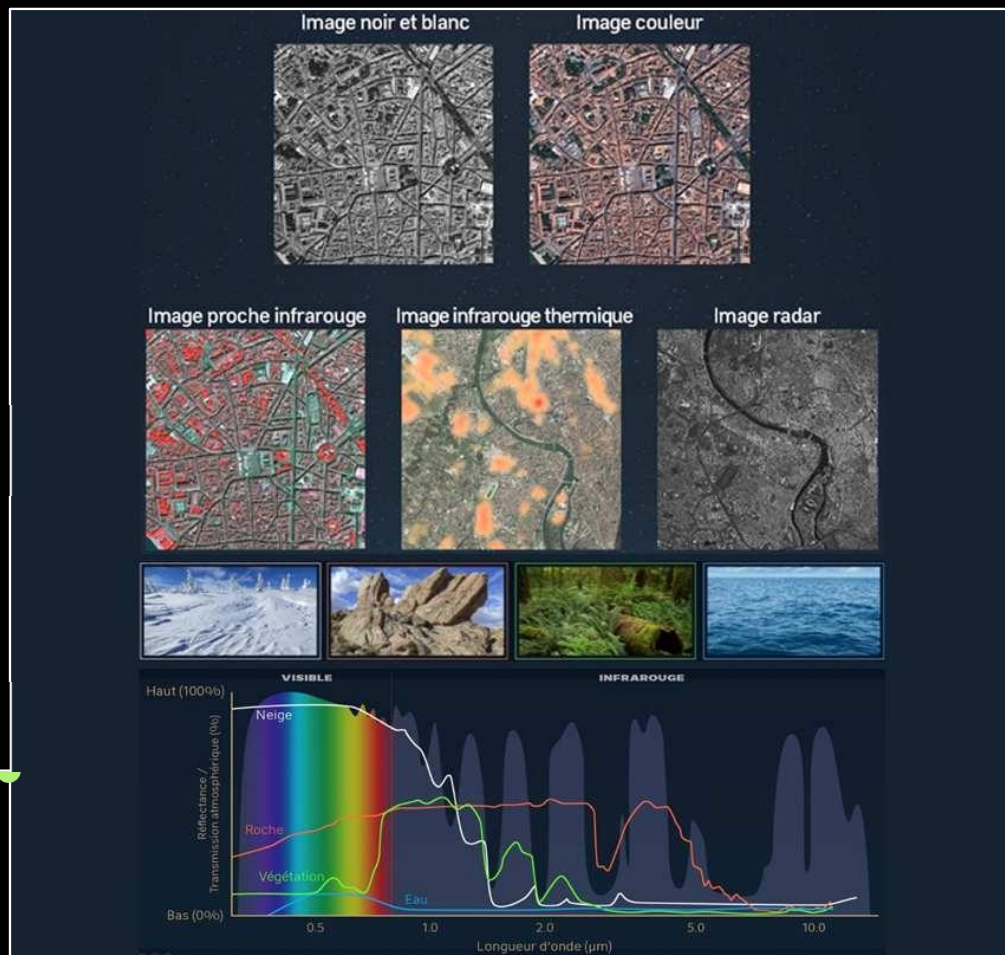 Image noir et blanc
Image couleur
Image proche infrarouge
Image infrarouge thermique
Image radar
VISIBLE
INFRAROUGE
Haut (100%)
Neige
Réflectance /
Transmission atmosphérique (%)
Roche
Végétation
Eau
Bas (0%)
0.5
1.0
2.0
5.0
10.0
Longueur d'onde (µm)